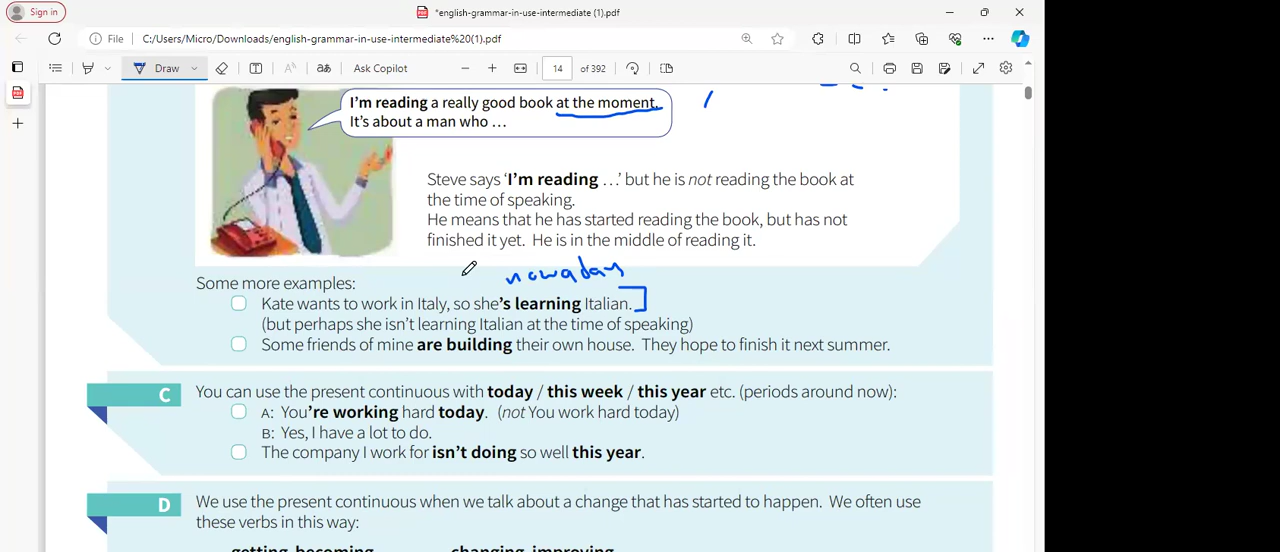 Sign in
*english-grammar-in-use-intermediate (1).pdf
File C:/Users/Micro/Downloads/english-grammar-in-use-intermediate%20(1).pdf
Draw
Ask Copilot
14 of 392
I'm reading a really good book at the moment.
It's about a man who …
Steve says ‘I'm reading …’ but he is not reading the book at
the time of speaking.
He means that he has started reading the book, but has not
finished it yet. He is in the middle of reading it.
nowaday
Some more examples:
Kate wants to work in Italy, so she's learning Italian.
(but perhaps she isn't learning Italian at the time of speaking)
Some friends of mine are building their own house. They hope to finish it next summer.
C You can use the present continuous with today / this week / this year etc. (periods around now):
A: You're working hard today. (not You work hard today)
B: Yes, I have a lot to do.
The company I work for isn't doing so well this year.
D We use the present continuous when we talk about a change that has started to happen. We often use
these verbs in this way:
getting, becoming changing, improving